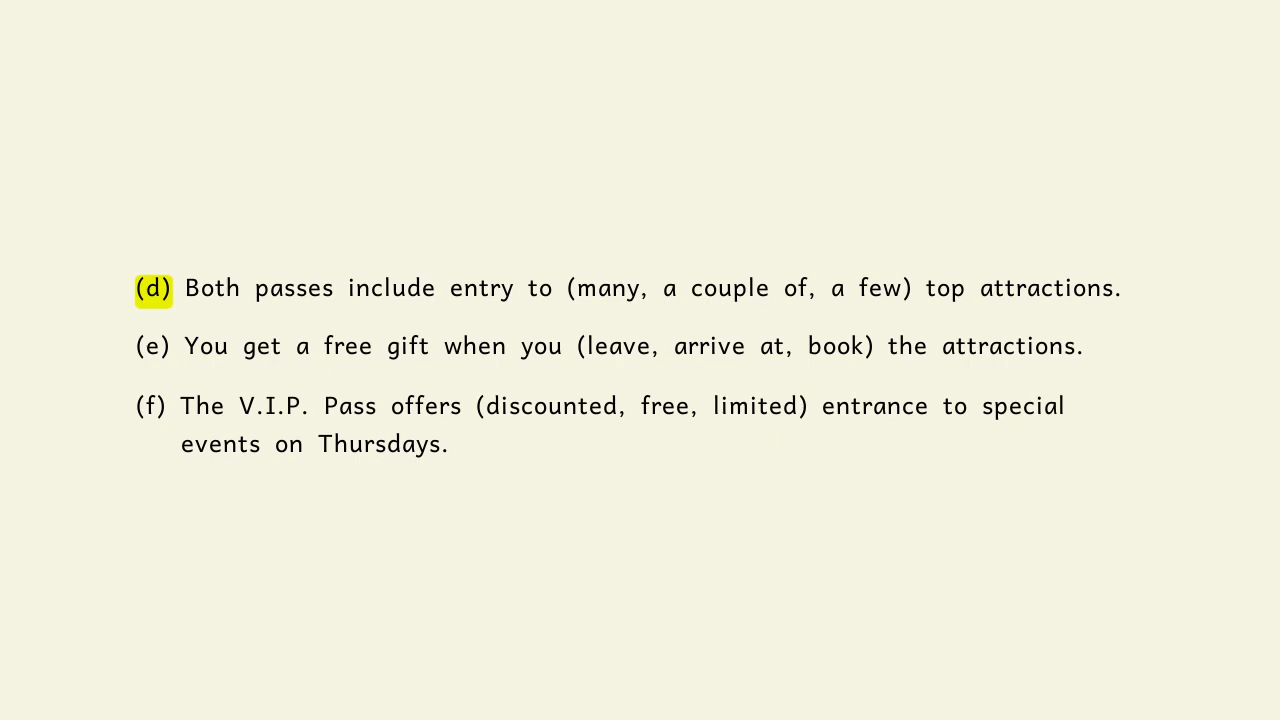 (d) Both passes include entry to (many, a couple of, a few) top attractions.
(e) You get a free gift when you (leave, arrive at, book) the attractions.
(f) The V.I.P. Pass offers (discounted, free, limited) entrance to special
events on Thursdays.